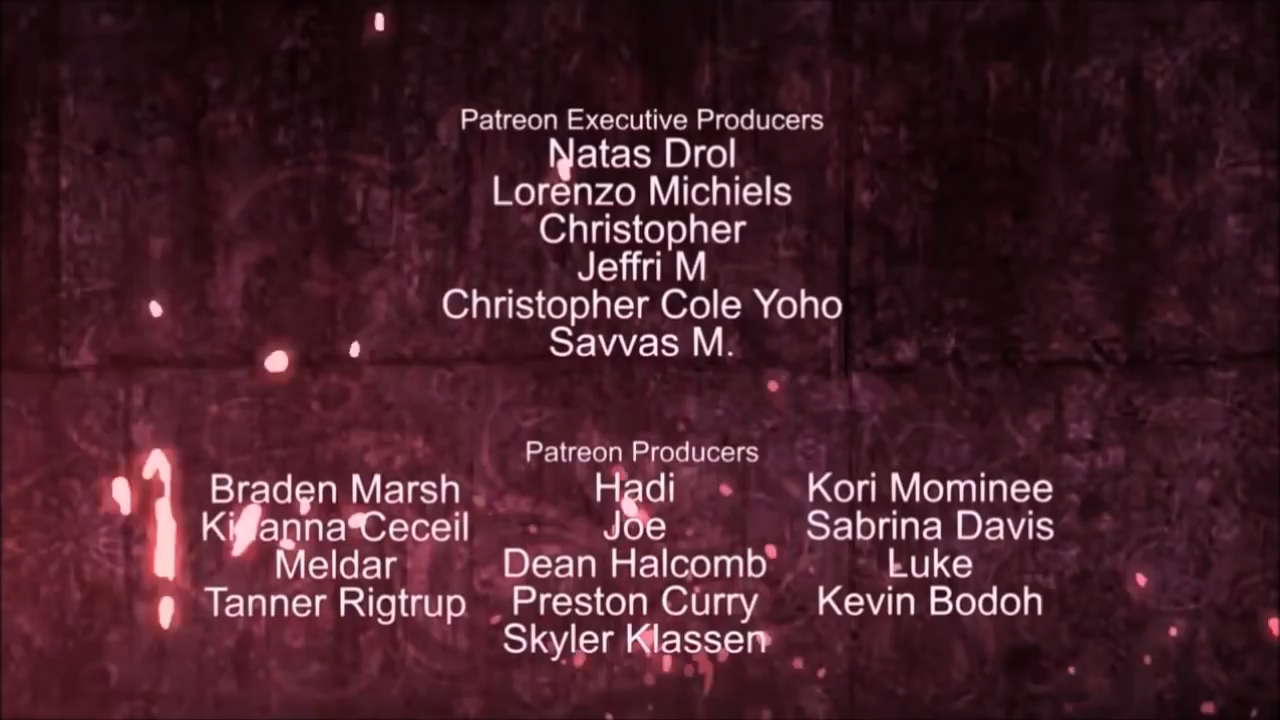 Patreon Executive Producers
Natas Drol
Lorenzo Michiels
Christopher
Jeffri M
Christopher Cole Yoho
Savvas M.
Patreon Producers
Braden Marsh Hadi Kori Mominee
Ceceil Joe Sabrina Davis
Meldar Dean Halcomb Luke
Tanner Rigtrup Preston Curry Kevin Bodoh
Skyler Klassen